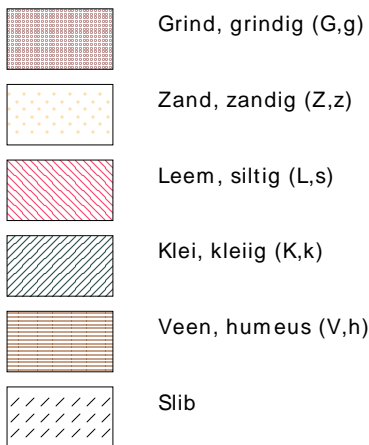 Grind, grindig (G,g)
Zand, zandig (Z,z)
Leem, siltig (L,s)
Klei, kleiig (K,k)
Veen, humeus (V,h)
Slib